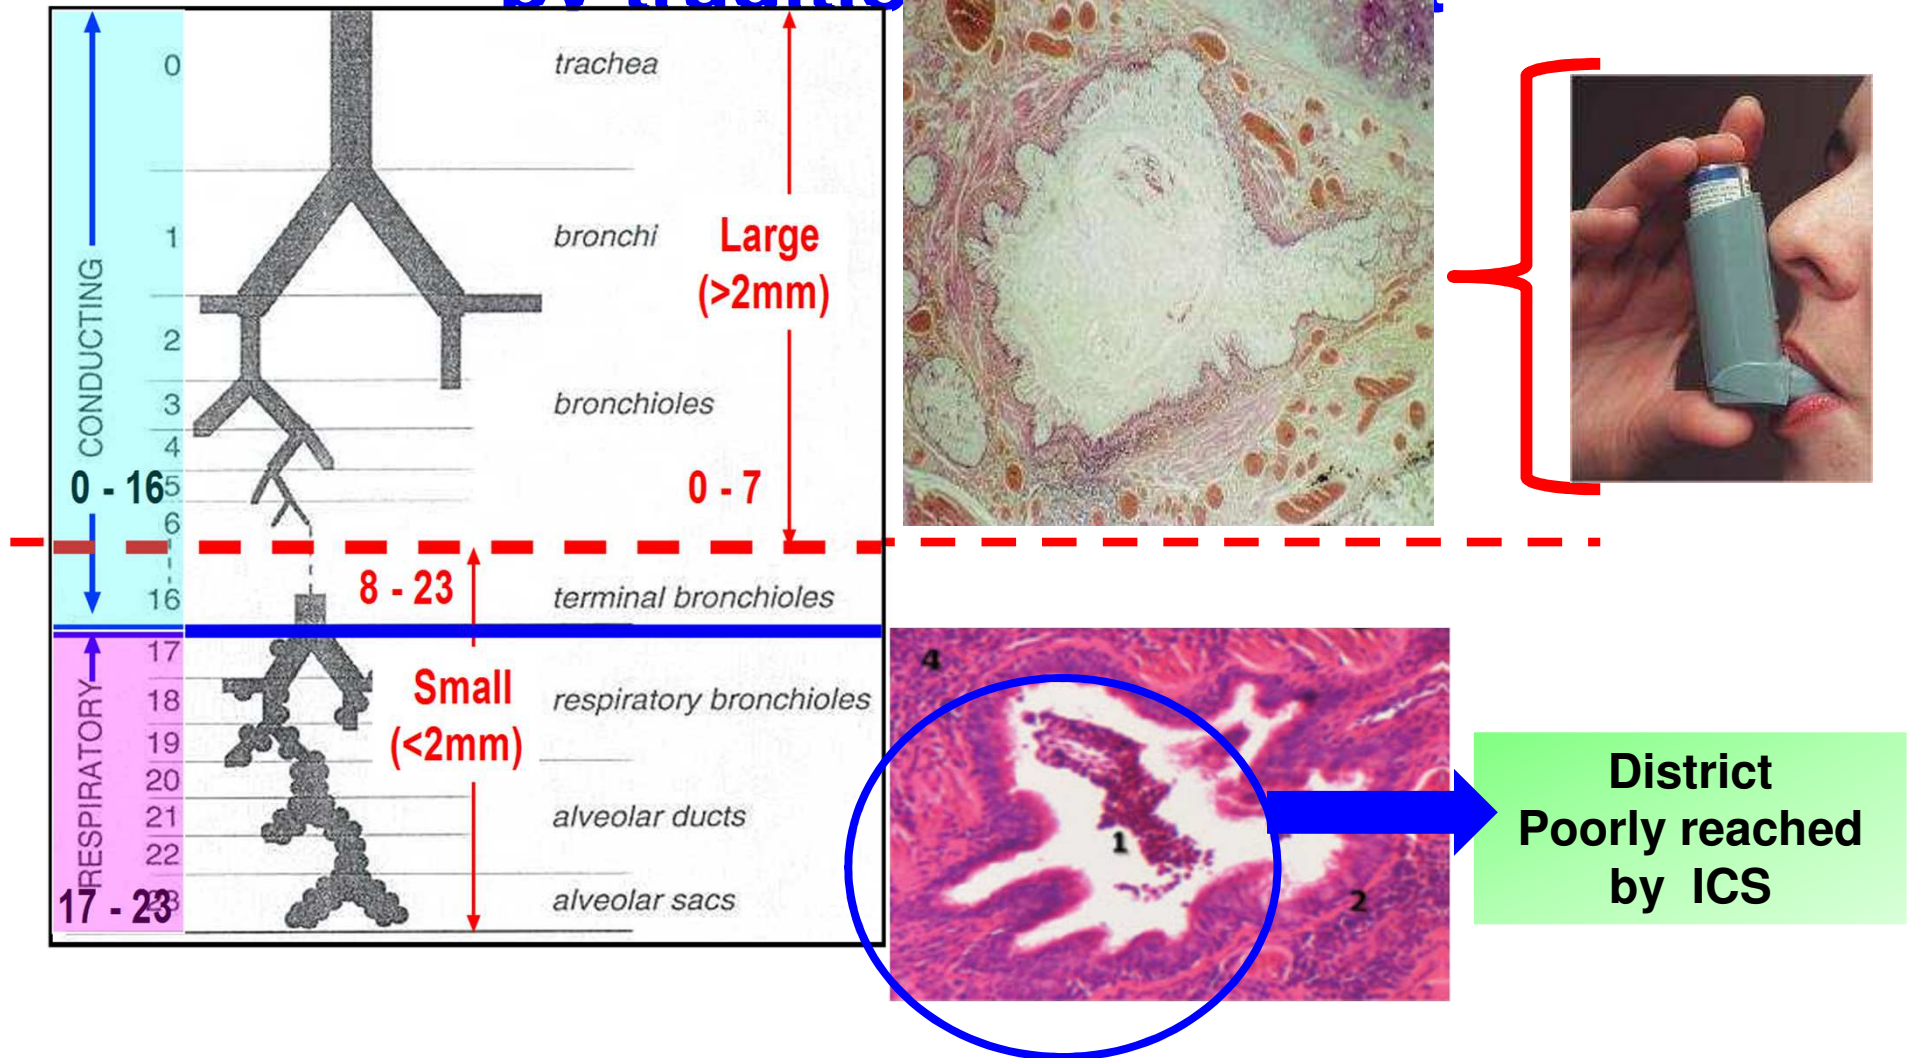 0
trachea
1
bronchi
Large
(>2mm)
CONDUCTING
2
3
bronchioles
4
0 - 16
5
0 - 7
6
8 - 23
16
terminal bronchioles
17
RESPIRATORY
18
Small
(<2mm)
respiratory bronchioles
19
20
21
alveolar ducts
22
17 - 23
alveolar sacs
4
1
2
District
Poorly reached
by ICS